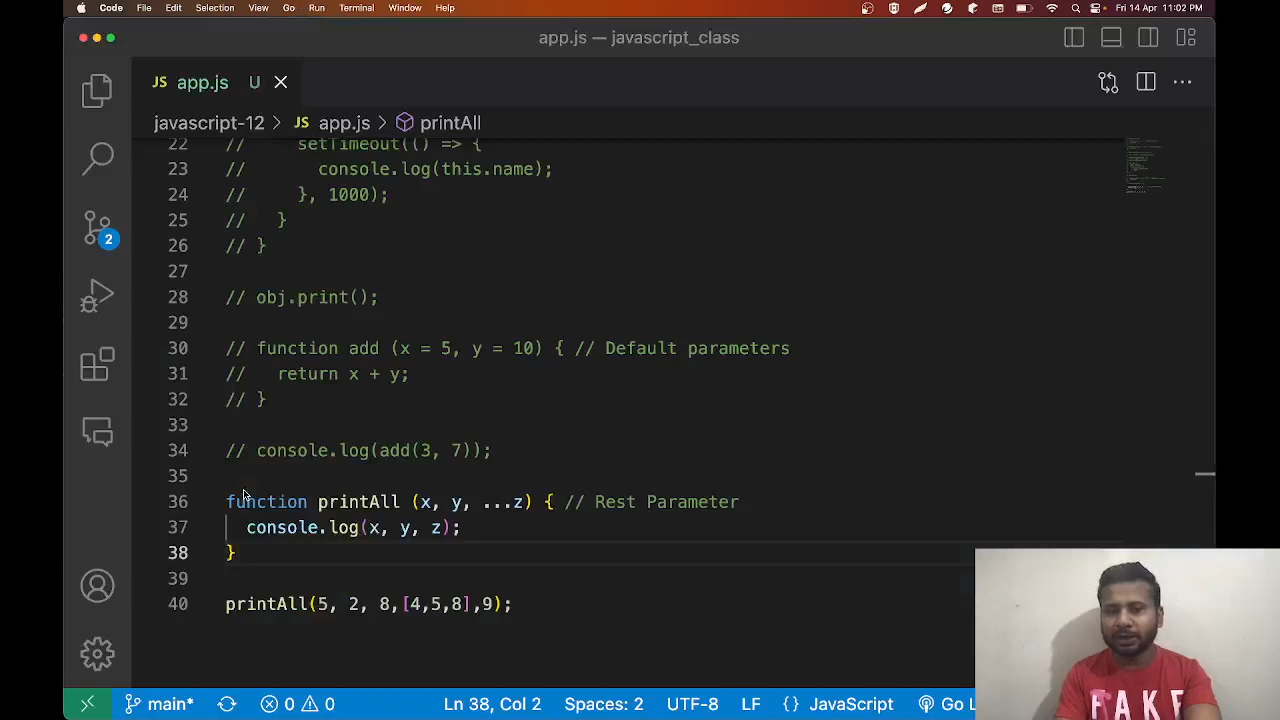 Code File Edit Selection View Go Run Terminal Window Help Fri 14 Apr 11:02 PM
app.js — javascript_class
JS app.js U
javascript-12 > JS app.js > printAll
22 // setTimeout(() => {
23 // console.log(this.name);
24 // }, 1000);
25 // }
26 // }
27
28 // obj.print();
29
30 // function add (x = 5, y = 10) { // Default parameters
31 // return x + y;
32 // }
33
34 // console.log(add(3, 7));
35
36 function printAll (x, y, ...z) { // Rest Parameter
37 console.log(x, y, z);
38 }
39
40 printAll(5, 2, 8,[4,5,8],9);
2
FAKE
main* 0 0 Ln 38, Col 2 Spaces: 2 UTF-8 LF {} JavaScript Go